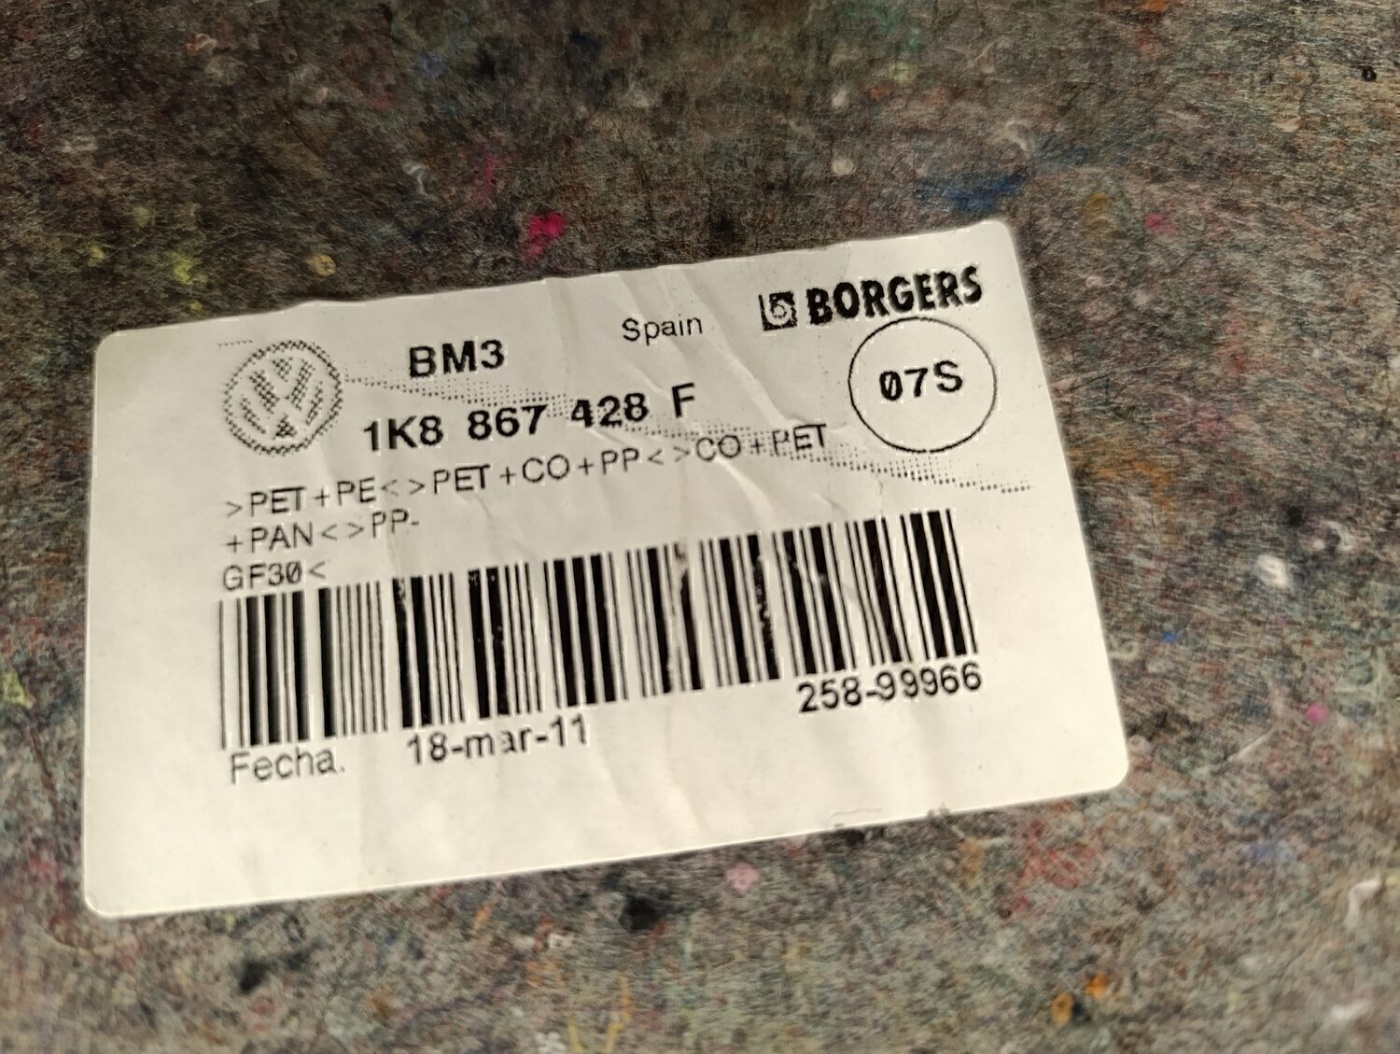 BM3 Spain BORGERS
1K8 867 428 F 07S
>PET+PE<>PET+CO+PP<>CO+PET
+PAN<>PP-
GF30<
258-99966
Fecha. 18-mar-11